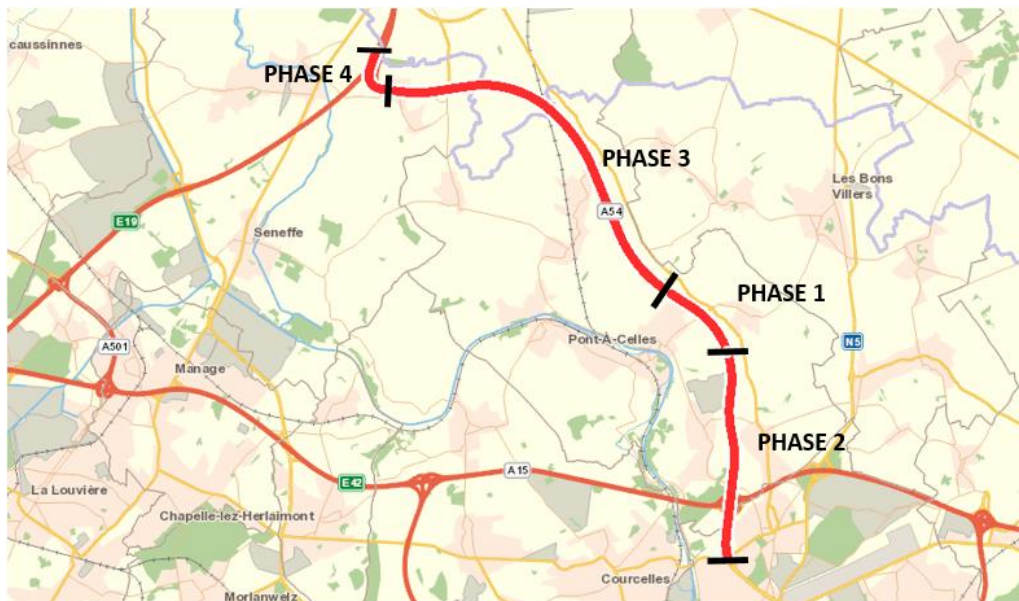 caussinnes
PHASE 4
PHASE 3
Les Bons
Villers
A54
E19
Seneffe
PHASE 1
Pont-À-Celles
A501
N5
Manage
PHASE 2
A15
La Louvière
E42
Chapelle-lez-Herlaimont
Courcelles
Morlanwelz